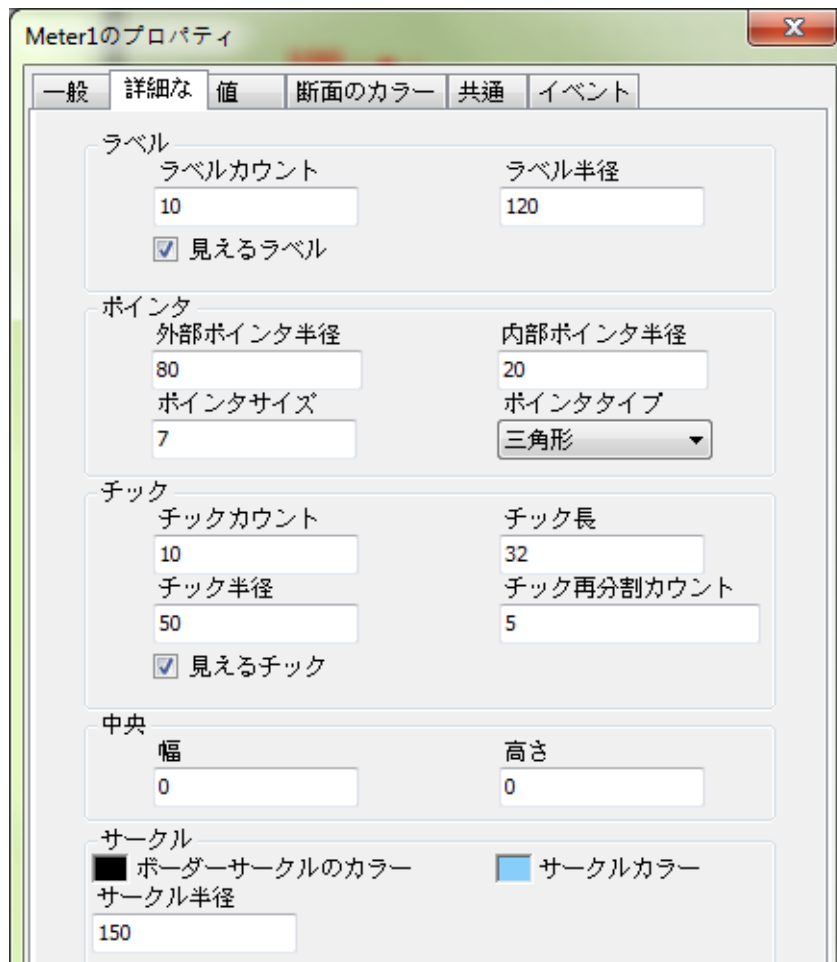 Meter1のプロパティ
一般 詳細な 値 断面のカラー 共通 イベント
ラベル
ラベルカウント ラベル半径
10 120
見えるラベル
ポインタ
外部ポインタ半径 内部ポインタ半径
80 20
ポインタサイズ ポインタタイプ
7 三角形
チック
チックカウント チック長
10 32
チック半径 チック再分割カウント
50 5
見えるチック
中央
幅 高さ
0 0
サークル
ボーダーサークルのカラー サークルカラー
サークル半径
150